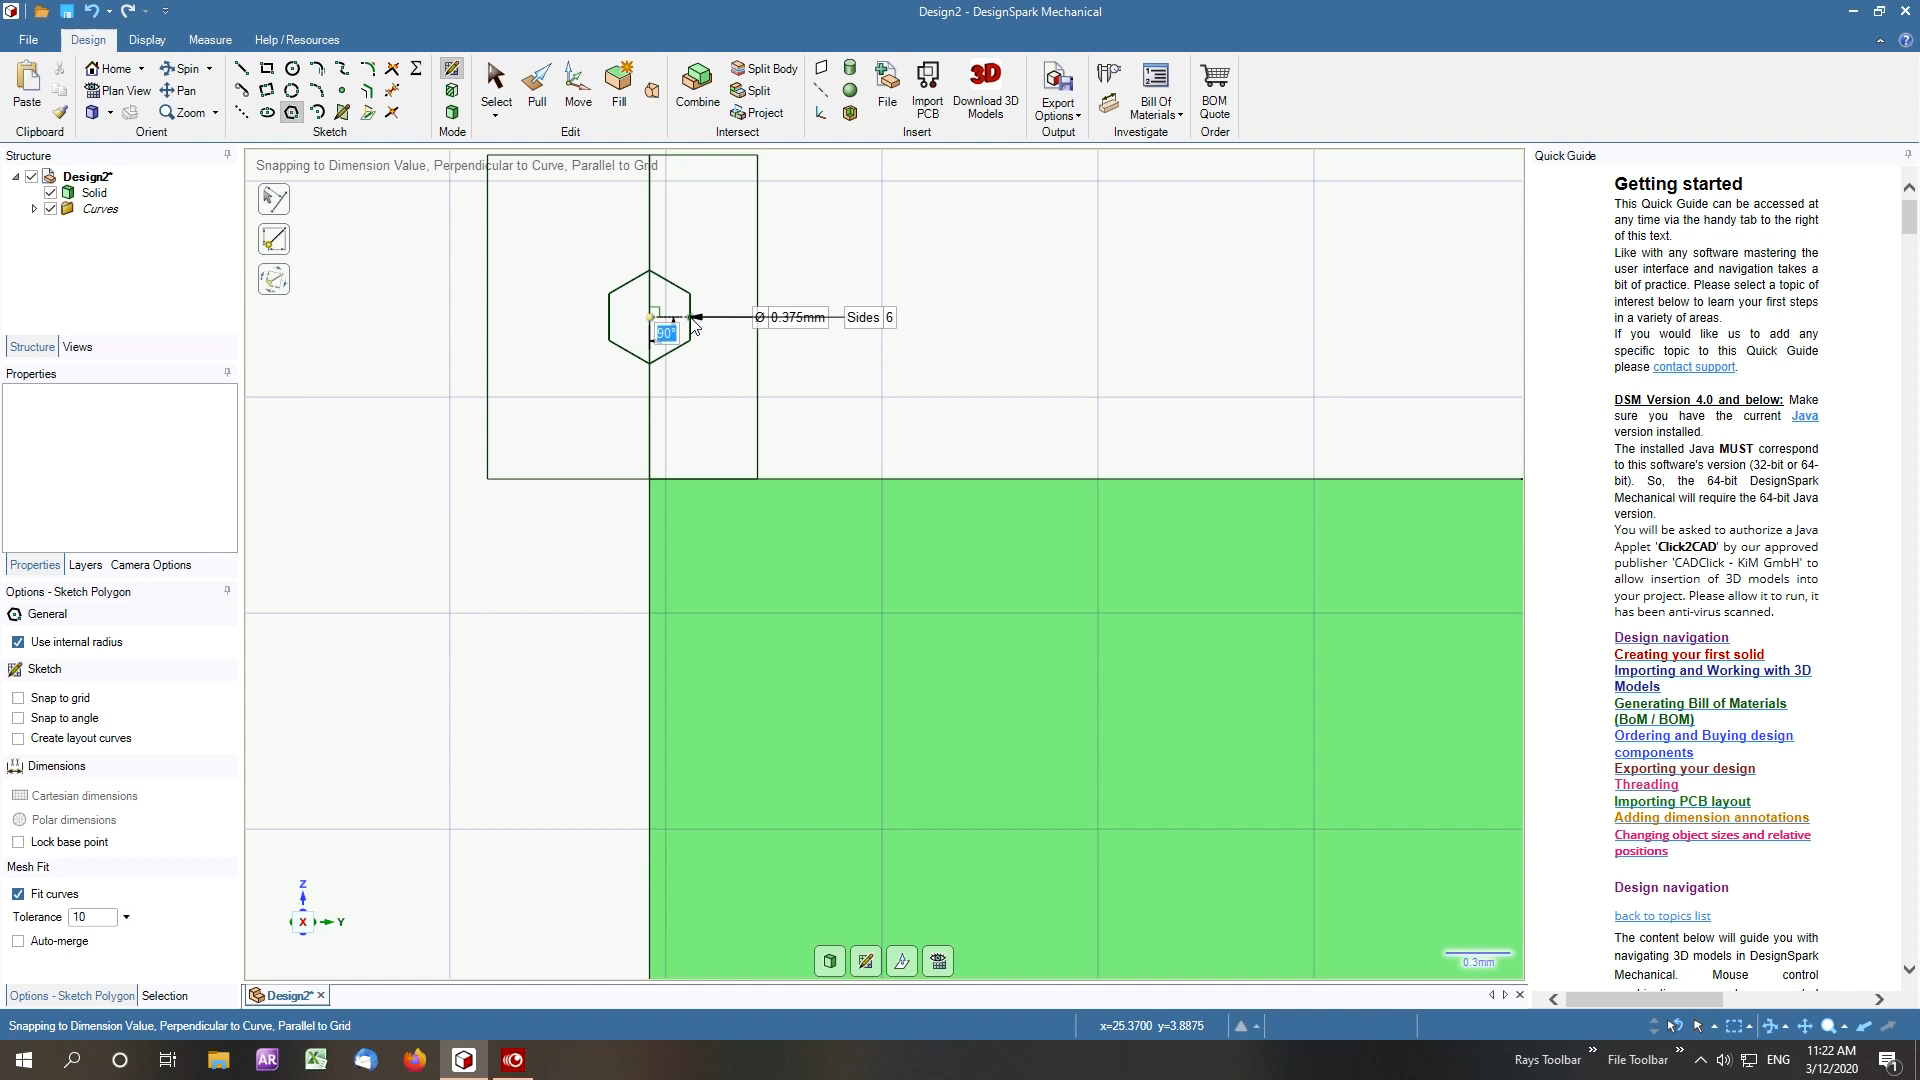 Design2 - DesignSpark Mechanical
File Design Display Measure Help / Resources
Paste
Clipboard
Home
Spin
Plan View
Pan
Zoom
Orient
Sketch
Mode
Select
Pull
Move
Fill
Edit
Combine
Split Body
Split
Project
Intersect
File
Import PCB
3D
Download 3D Models
Insert
Export Options
Output
Bill Of Materials
Investigate
BOM Quote
Order
Structure
Design2*
Solid
Curves
Structure Views
Properties
Properties Layers Camera Options
Options - Sketch Polygon
General
Use internal radius
Sketch
Snap to grid
Snap to angle
Create layout curves
Dimensions
Cartesian dimensions
Polar dimensions
Lock base point
Mesh Fit
Fit curves
Tolerance 10
Auto-merge
Options - Sketch Polygon Selection
Snapping to Dimension Value, Perpendicular to Curve, Parallel to Grid
Ø 0.375mm Sides 6
90°
Z
X
Y
0.3mm
Design2*
Quick Guide
Getting started
This Quick Guide can be accessed at
any time via the handy tab to the right
of this text.
Like with any software mastering the
user interface and navigation takes a
bit of practice. Please select a topic of
interest below to learn your first steps
in a variety of areas.
If you would like us to add any
specific topic to this Quick Guide
please contact support.
DSM Version 4.0 and below: Make
sure you have the current Java
version installed.
The installed Java MUST correspond
to this software's version (32-bit or 64-
bit). So, the 64-bit DesignSpark
Mechanical will require the 64-bit Java
version.
You will be asked to authorize a Java
Applet 'Click2CAD' by our approved
publisher 'CADClick - KiM GmbH' to
allow insertion of 3D models into
your project. Please allow it to run, it
has been anti-virus scanned.
Design navigation
Creating your first solid
Importing and Working with 3D
Models
Generating Bill of Materials
(BoM / BOM)
Ordering and Buying design
components
Exporting your design
Threading
Importing PCB layout
Adding dimension annotations
Changing object sizes and relative
positions
Design navigation
back to topics list
The content below will guide you with
navigating 3D models in DesignSpark
Mechanical. Mouse control
Snapping to Dimension Value, Perpendicular to Curve, Parallel to Grid
x=25.3700 y=3.8875
AR
Rays Toolbar
File Toolbar
ENG
11:22 AM
3/12/2020
1